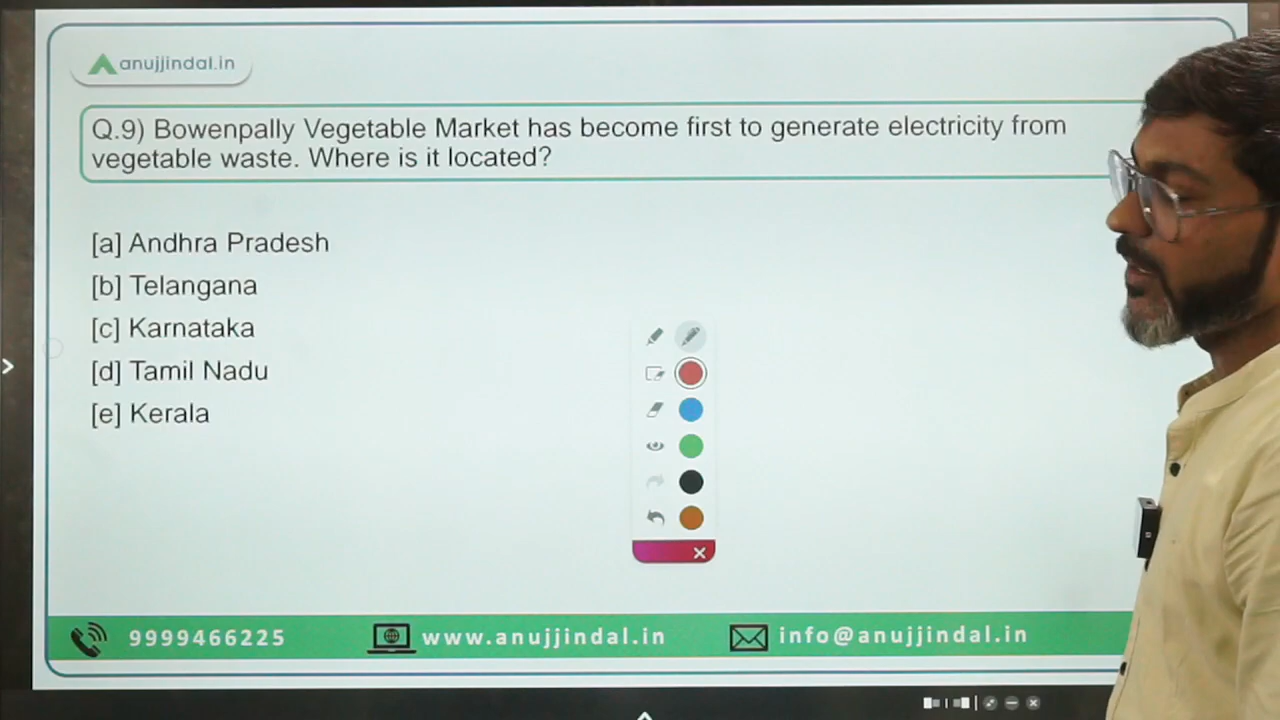 anujjindal.in
Q.9) Bowenpally Vegetable Market has become first to generate electricity from
vegetable waste. Where is it located?
[a] Andhra Pradesh
[b] Telangana
[c] Karnataka
[d] Tamil Nadu
[e] Kerala
9999466225 www.anujjindal.in info@anujjindal.in